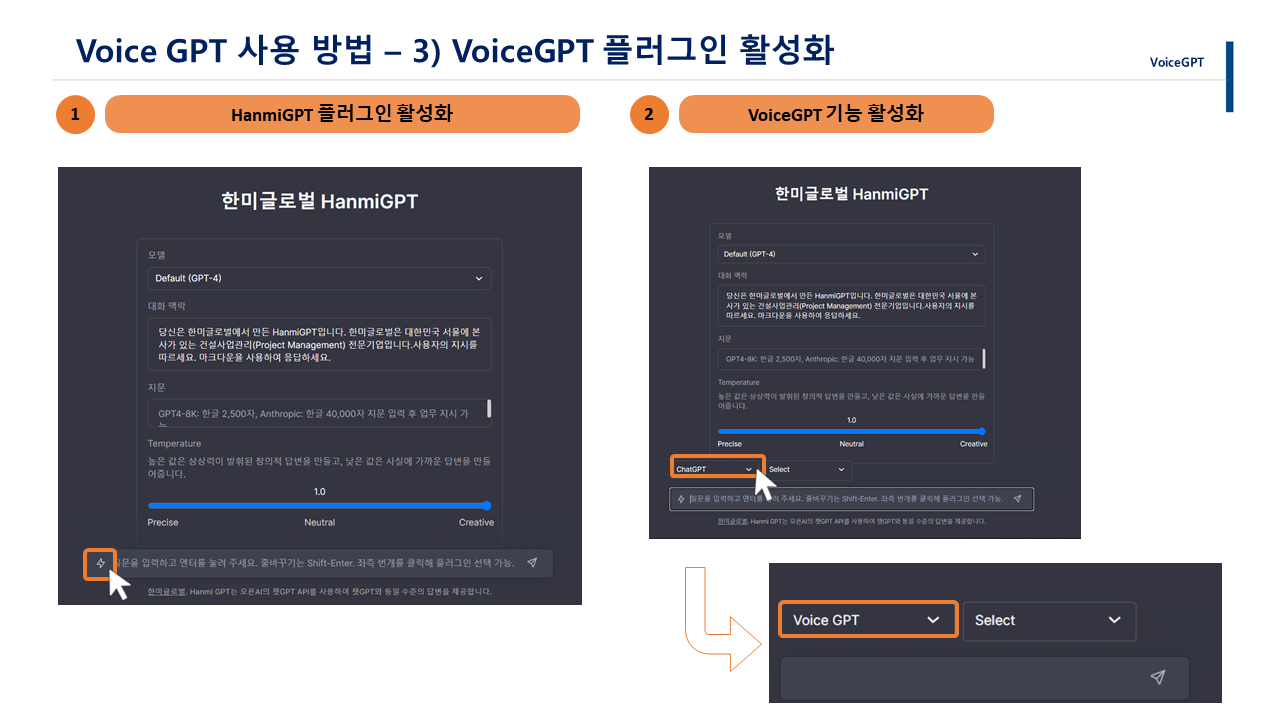 Voice GPT 사용 방법 – 3) VoiceGPT 플러그인 활성화
VoiceGPT
1
HanmiGPT 플러그인 활성화
한미글로벌 HanmiGPT
모델
Default (GPT-4)
대화 맥락
당신은 한미글로벌에서 만든 HanmiGPT입니다. 한미글로벌은 대한민국 서울에 본
사가 있는 건설사업관리(Project Management) 전문기업입니다.사용자의 지시를
따르세요. 마크다운을 사용하여 응답하세요.
지문
GPT4-8K: 한글 2,500자, Anthropic: 한글 40,000자 지문 입력 후 업무 지시 가
능
Temperature
높은 값은 상상력이 발휘된 창의적 답변을 만들고, 낮은 값은 사실에 가까운 답변을 만들
어줍니다.
1.0
Precise
Neutral
Creative
질문을 입력하고 엔터를 눌러 주세요. 줄바꾸기는 Shift-Enter. 좌측 번개를 클릭해 플러그인 선택 가능.
한미글로벌. Hanmi GPT는 오픈AI의 챗GPT API를 사용하여 챗GPT와 동일 수준의 답변을 제공합니다.
2
VoiceGPT 기능 활성화
한미글로벌 HanmiGPT
모델
Default (GPT-4)
대화 맥락
당신은 한미글로벌에서 만든 HanmiGPT입니다. 한미글로벌은 대한민국 서울에 본
사가 있는 건설사업관리(Project Management) 전문기업입니다.사용자의 지시를
따르세요. 마크다운을 사용하여 응답하세요.
지문
GPT4-8K: 한글 2,500자, Anthropic: 한글 40,000자 지문 입력 후 업무 지시 가능
Temperature
높은 값은 상상력이 발휘된 창의적 답변을 만들고, 낮은 값은 사실에 가까운 답변을 만들
어줍니다.
1.0
Precise
Neutral
Creative
ChatGPT
Select
질문을 입력하고 엔터를 눌러 주세요. 줄바꾸기는 Shift-Enter. 좌측 번개를 클릭해 플러그인 선택 가능.
한미글로벌. Hanmi GPT는 오픈AI의 챗GPT API를 사용하여 챗GPT와 동일 수준의 답변을 제공합니다.
Voice GPT
Select